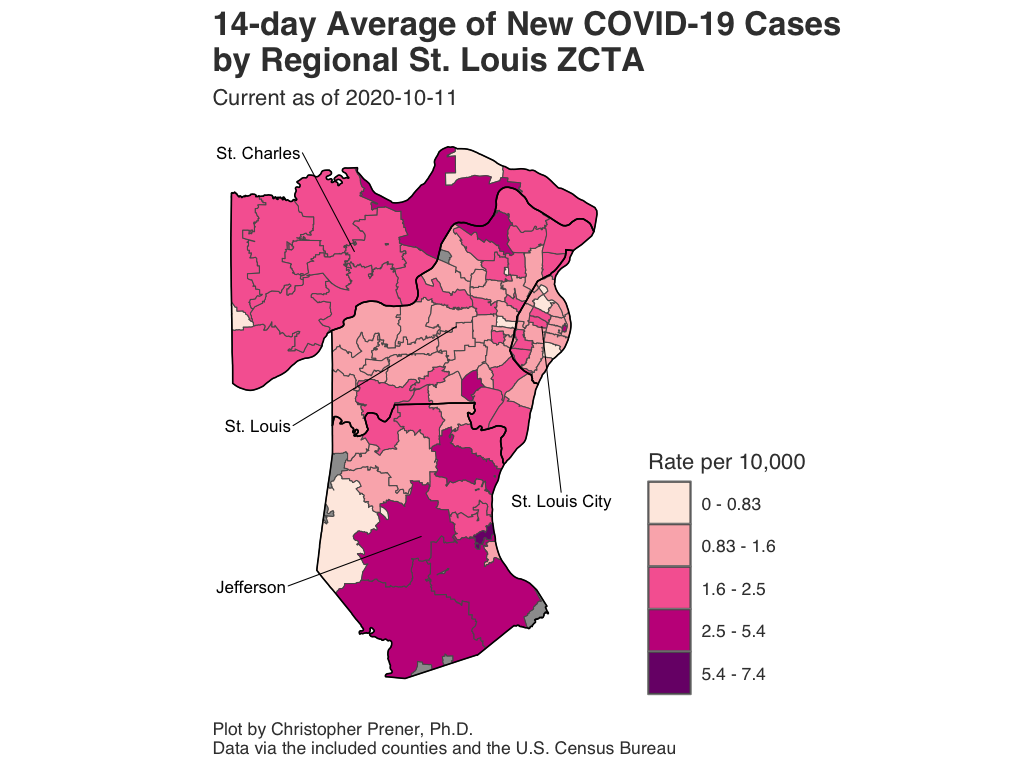 14-day Average of New COVID-19 Cases
by Regional St. Louis ZCTA
Current as of 2020-10-11
St. Charles
St. Louis
St. Louis City
Jefferson
Rate per 10,000
0 - 0.83
0.83 - 1.6
1.6 - 2.5
2.5 - 5.4
5.4 - 7.4
Plot by Christopher Prener, Ph.D.
Data via the included counties and the U.S. Census Bureau